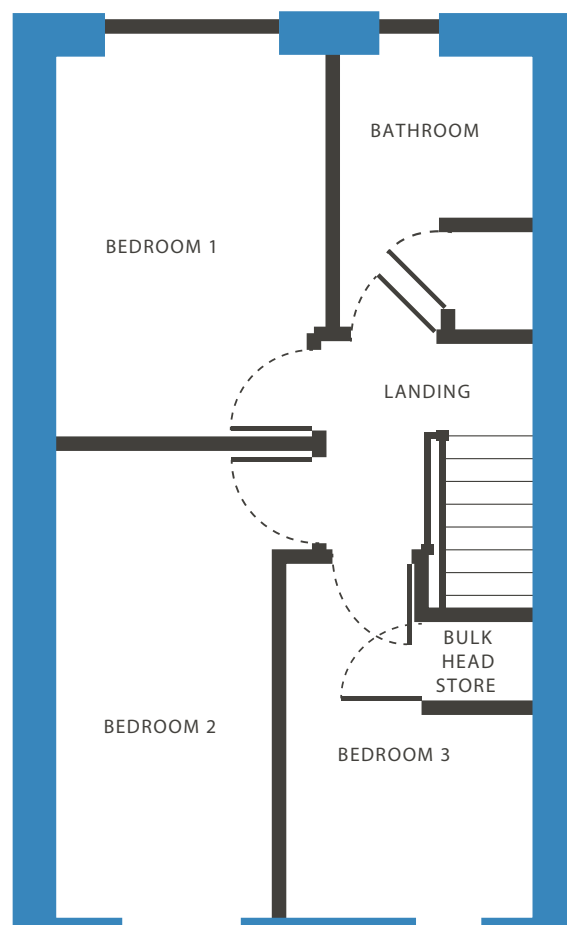 BATHROOM
BEDROOM 1
LANDING
BULK
HEAD
STORE
BEDROOM 2
BEDROOM 3